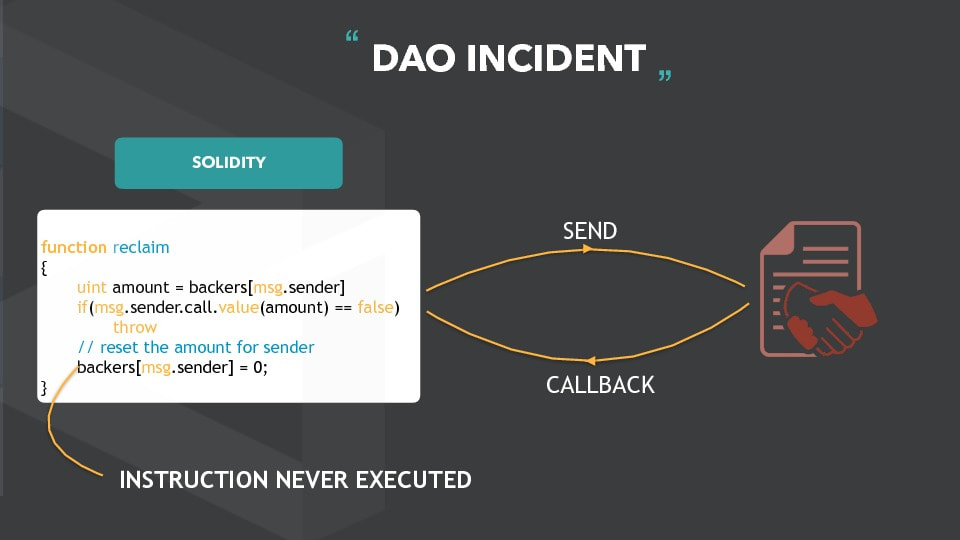 “ DAO INCIDENT „
SOLIDITY
function reclaim
{
uint amount = backers[msg.sender]
if(msg.sender.call.value(amount) == false)
throw
// reset the amount for sender
backers[msg.sender] = 0;
}
SEND
CALLBACK
INSTRUCTION NEVER EXECUTED